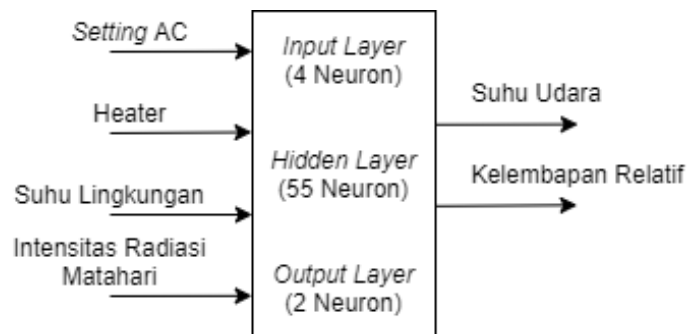 Setting AC
Heater
Suhu Lingkungan
Intensitas Radiasi
Matahari
Input Layer
(4 Neuron)
Hidden Layer
(55 Neuron)
Output Layer
(2 Neuron)
Suhu Udara
Kelembapan Relatif